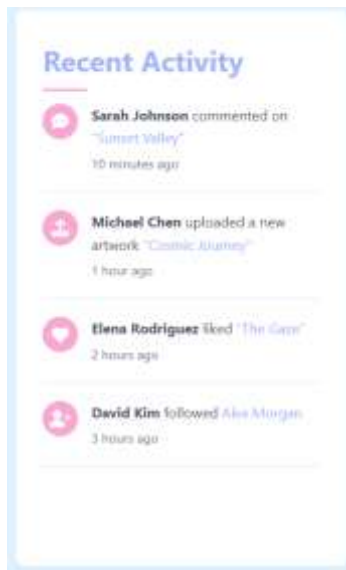 Recent Activity
Sarah Johnson commented on
"Sunset Valley"
10 minutes ago
Michael Chen uploaded a new
artwork "Cosmic Journey"
1 hour ago
Elena Rodriguez liked "The Gaze"
2 hours ago
David Kim followed Alex Morgan
3 hours ago